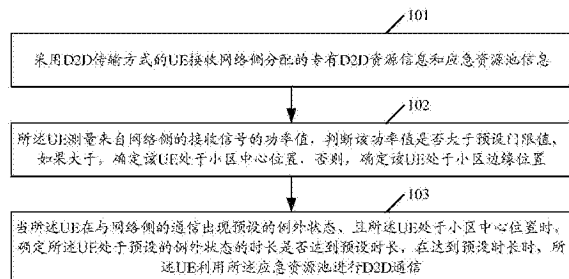 101
采用D2D传输方式的UE接收网络侧分配的专有D2D资源信息和应急资源池信息
102
所述UE测量来自网络侧的接收信号的功率值，判断该功率值是否大于预设门限值、
如果大于，确定该UE处于小区中心位置，否则，确定该UE处于小区边缘位置
103
当所述UE在与网络侧的通信出现预设的例外状态、且所述UE处于小区中心位置时，
确定所述UE处于预设的例外状态的时长是否达到预设时长，在达到预设时长时，所
述UE利用所述应急资源池进行D2D通信